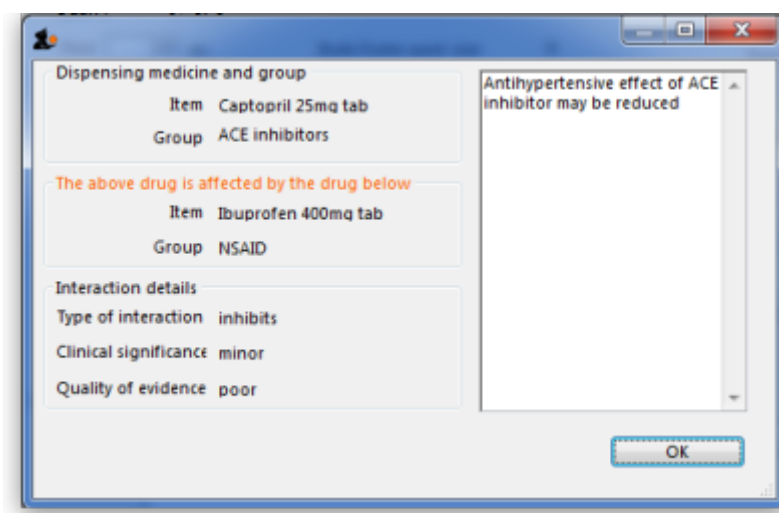 Dispensing medicine and group
Item Captopril 25mg tab
Group ACE inhibitors
The above drug is affected by the drug below
Item Ibuprofen 400mg tab
Group NSAID
Interaction details
Type of interaction inhibits
Clinical significance minor
Quality of evidence poor
Antihypertensive effect of ACE
inhibitor may be reduced
OK